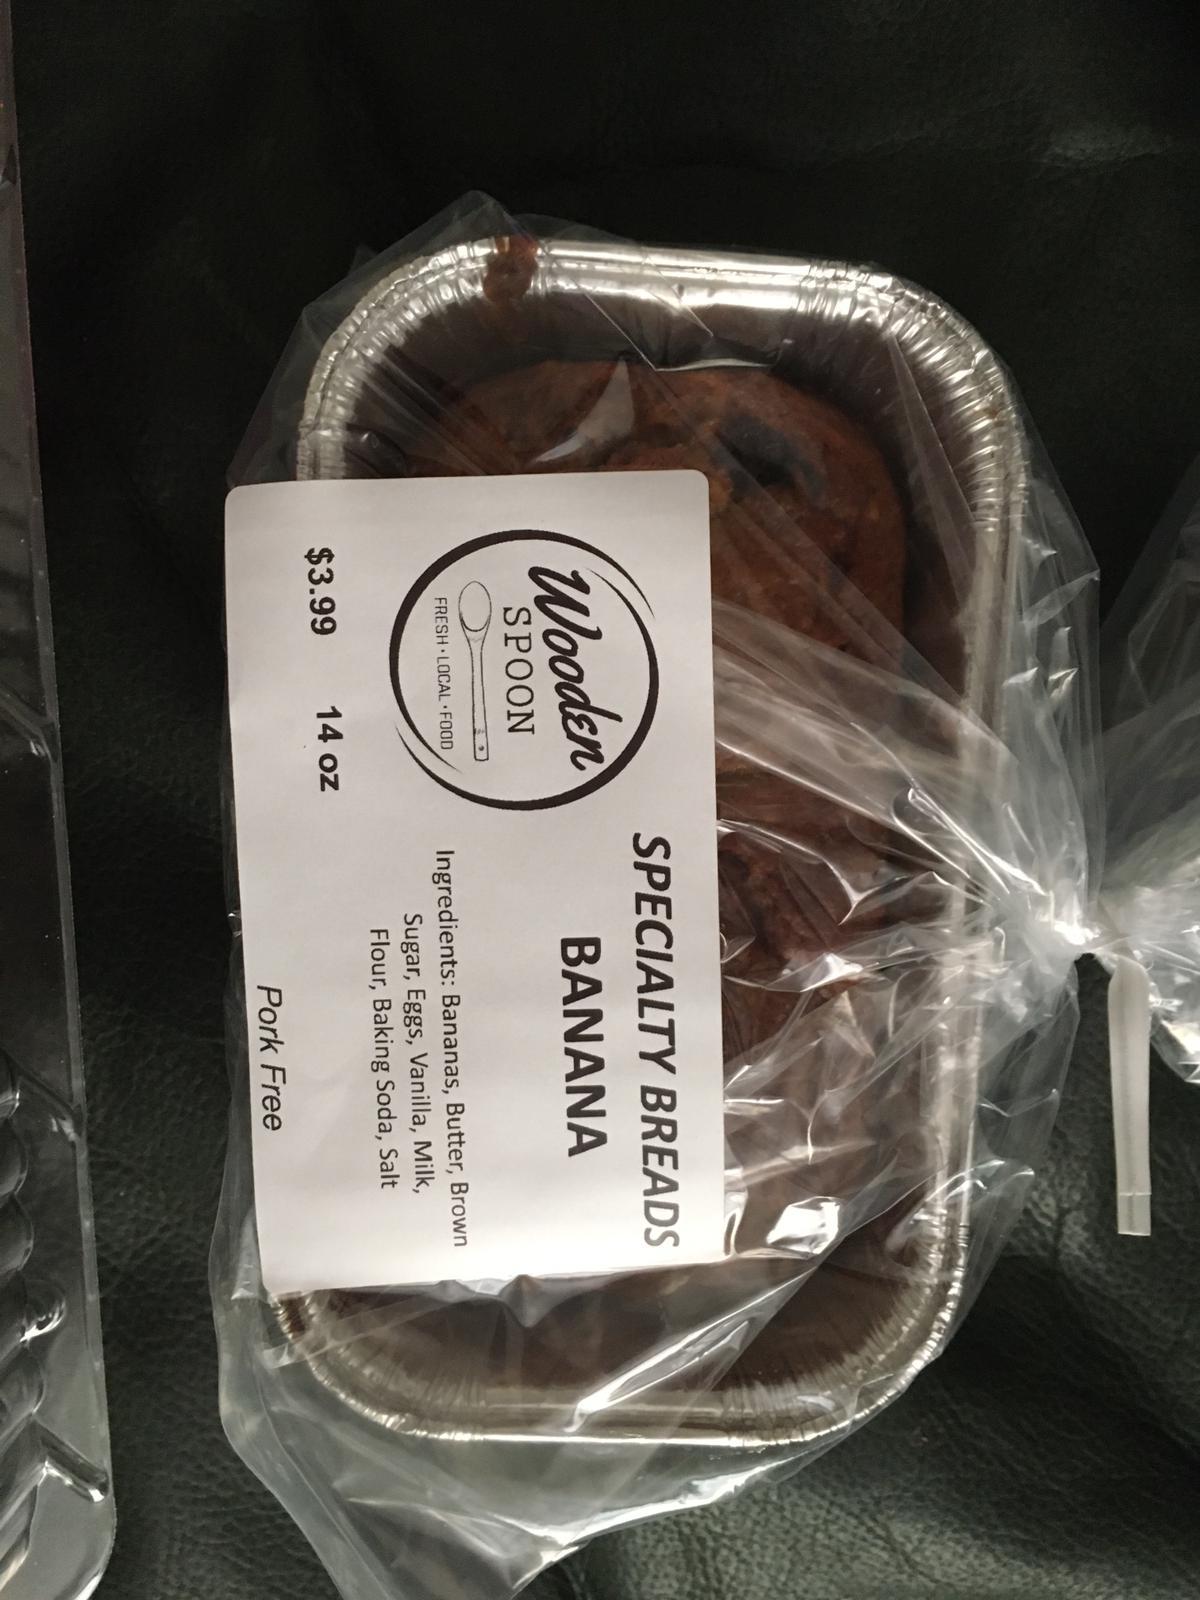 SPECIALTY BREADS
BANANA
Wooden
SPOON
FRESH • LOCAL • FOOD
Ingredients: Bananas, Butter, Brown
Sugar, Eggs, Vanilla, Milk,
Flour, Baking Soda, Salt
$3.99 14 oz
Pork Free